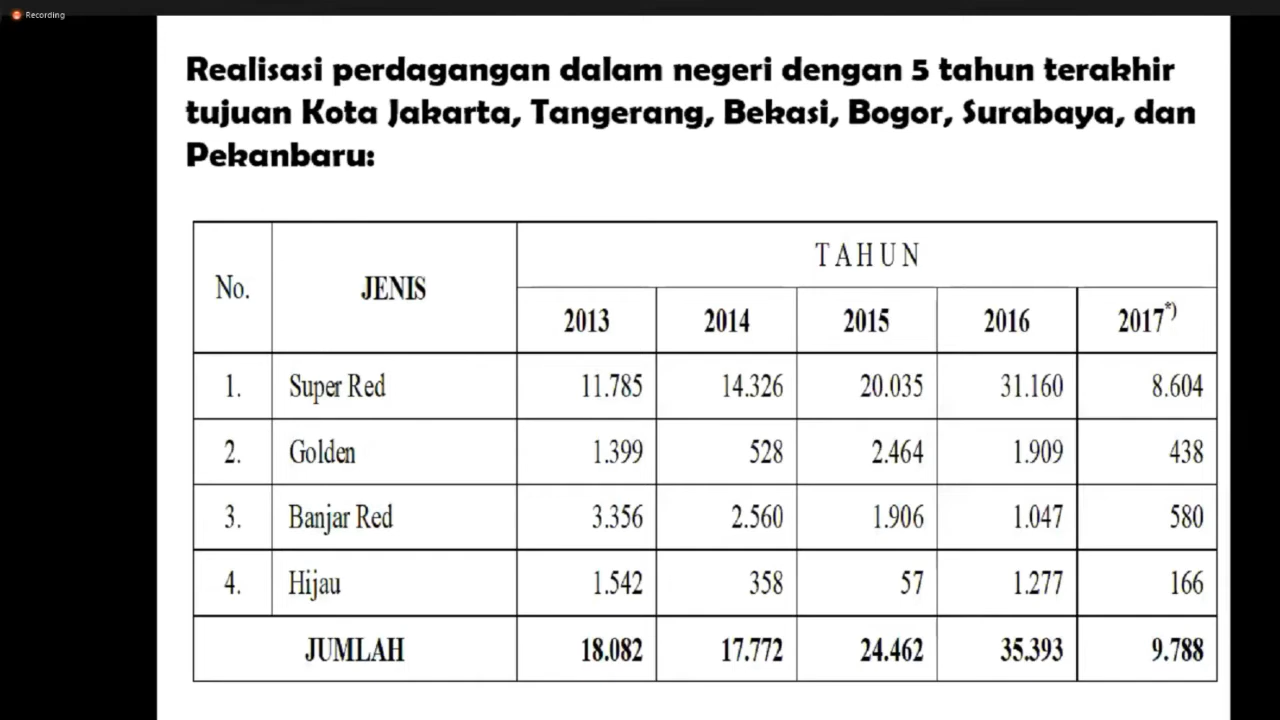 Recording
Realisasi perdagangan dalam negeri dengan 5 tahun terakhir
tujuan Kota Jakarta, Tangerang, Bekasi, Bogor, Surabaya, dan
Pekanbaru:
No. JENIS TAHUN
2013 2014 2015 2016 2017*)
1. Super Red 11.785 14.326 20.035 31.160 8.604
2. Golden 1.399 528 2.464 1.909 438
3. Banjar Red 3.356 2.560 1.906 1.047 580
4. Hijau 1.542 358 57 1.277 166
JUMLAH 18.082 17.772 24.462 35.393 9.788